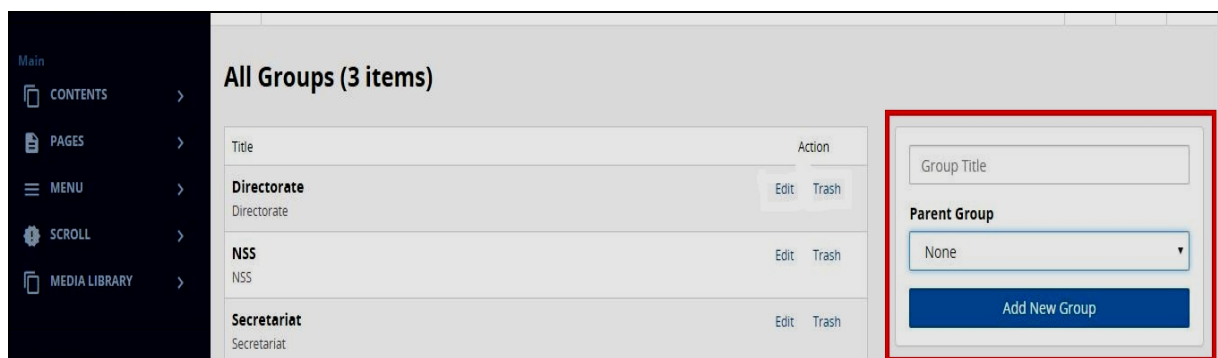 Main
CONTENTS
PAGES
MENU
SCROLL
MEDIA LIBRARY
All Groups (3 items)
Title Action
Directorate Edit Trash
Directorate
NSS Edit Trash
NSS
Secretariat Edit Trash
Secretariat
Group Title
Parent Group
None
Add New Group